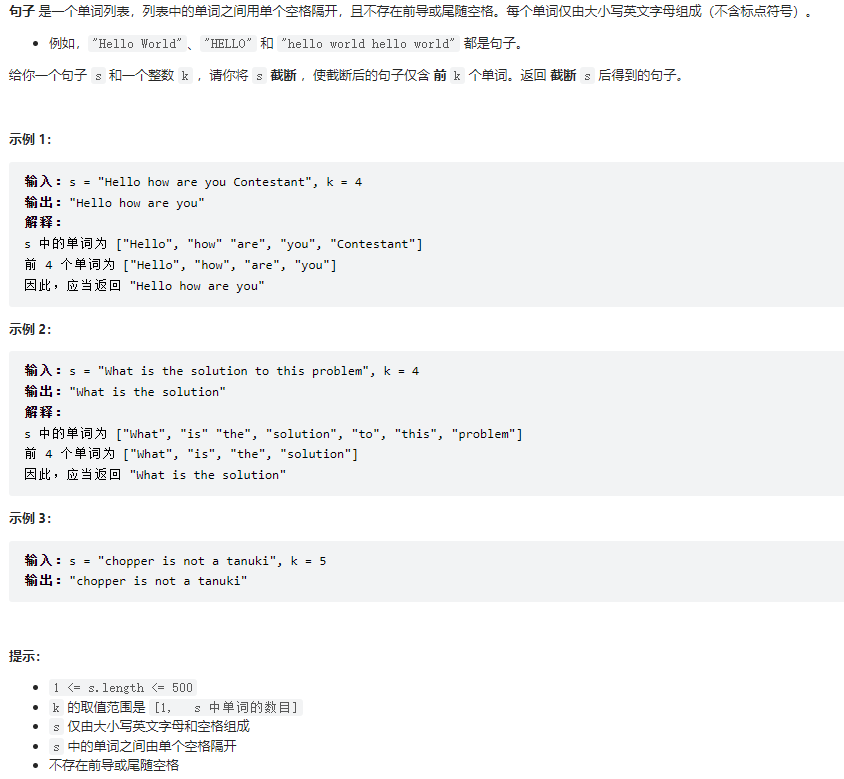 句子 是一个单词列表，列表中的单词之间用单个空格隔开，且不存在前导或尾随空格。每个单词仅由大小写英文字母组成（不含标点符号）。
例如，"Hello World"、"HELLO" 和 "hello world hello world" 都是句子。
给你一个句子 s 和一个整数 k ，请你将 s 截断 ，使截断后的句子仅含 前 k 个单词。返回 截断 s 后得到的句子。
示例 1：
输入：s = "Hello how are you Contestant", k = 4
输出："Hello how are you"
解释：
s 中的单词为 ["Hello", "how" "are", "you", "Contestant"]
前 4 个单词为 ["Hello", "how", "are", "you"]
因此，应当返回 "Hello how are you"
示例 2：
输入：s = "What is the solution to this problem", k = 4
输出："What is the solution"
解释：
s 中的单词为 ["What", "is" "the", "solution", "to", "this", "problem"]
前 4 个单词为 ["What", "is", "the", "solution"]
因此，应当返回 "What is the solution"
示例 3：
输入：s = "chopper is not a tanuki", k = 5
输出："chopper is not a tanuki"
提示：
1 <= s.length <= 500
k 的取值范围是 [1, s 中单词的数目]
s 仅由大小写英文字母和空格组成
s 中的单词之间由单个空格隔开
不存在前导或尾随空格